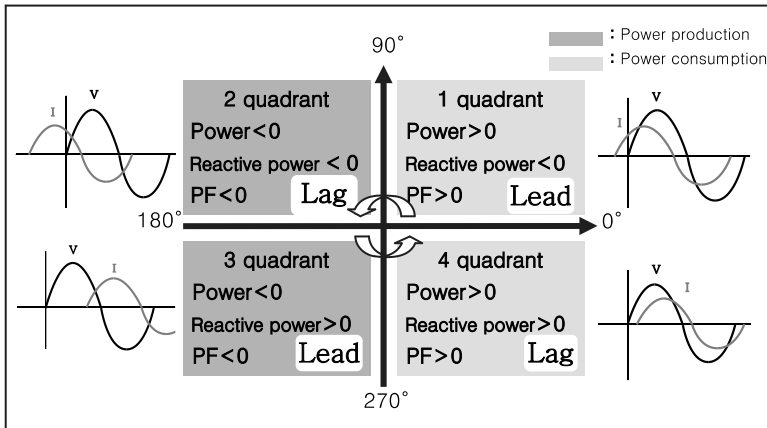 : Power production
: Power consumption
90°
V
I
2 quadrant
Power<0
Reactive power < 0
PF<0
Lag
1 quadrant
Power>0
Reactive power<0
PF>0
Lead
V
I
180°
0°
V
I
3 quadrant
Power<0
Reactive power>0
PF<0
Lead
4 quadrant
Power>0
Reactive power>0
PF>0
Lag
V
I
270°